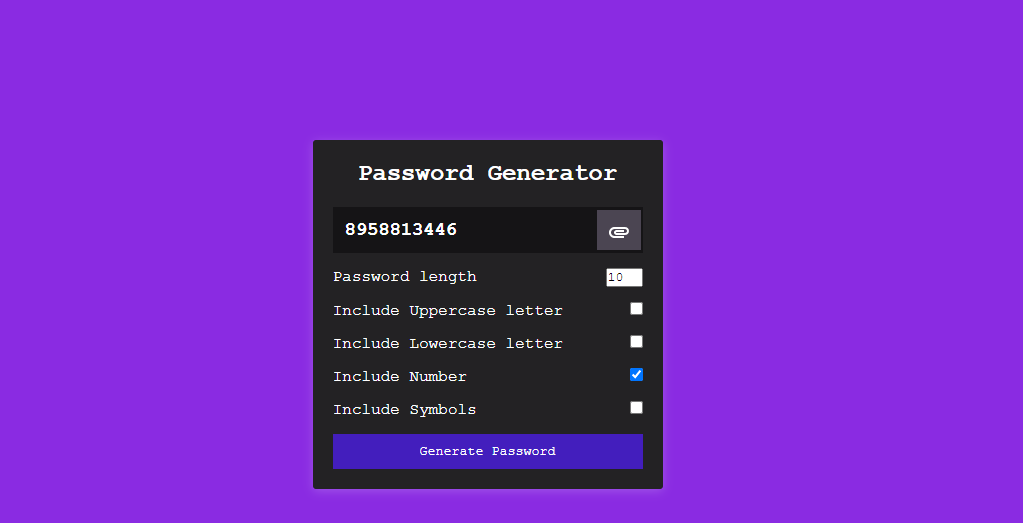 Password Generator
8958813446
Password length 10
Include Uppercase letter
Include Lowercase letter
Include Number
Include Symbols
Generate Password